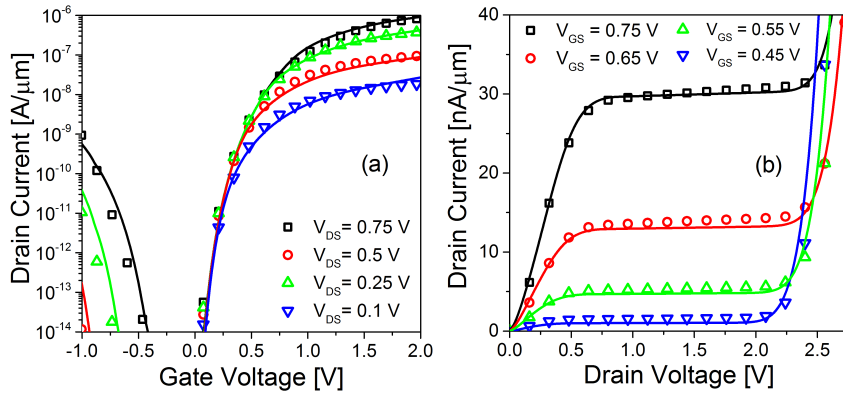 Drain Current [A/μm]
10⁻⁶
10⁻⁷
10⁻⁸
10⁻⁹
10⁻¹⁰
10⁻¹¹
10⁻¹²
10⁻¹³
10⁻¹⁴
(a)
V_DS= 0.75 V
V_DS= 0.5 V
V_DS= 0.25 V
V_DS= 0.1 V
-1.0 -0.5 0.0 0.5 1.0 1.5 2.0
Gate Voltage [V]
Drain Current [nA/μm]
40
30
20
10
0
V_GS = 0.75 V
V_GS = 0.65 V
V_GS = 0.55 V
V_GS = 0.45 V
(b)
0.0 0.5 1.0 1.5 2.0 2.5
Drain Voltage [V]